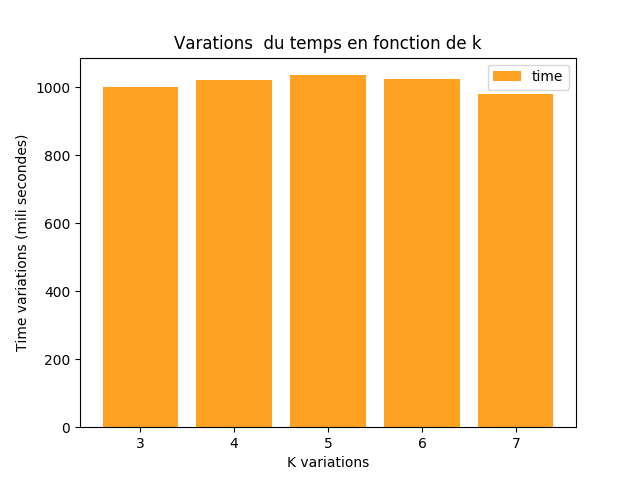 Varations  du temps en fonction de k
time
Time variations (mili secondes)
1000
800
600
400
200
0
3 4 5 6 7
K variations